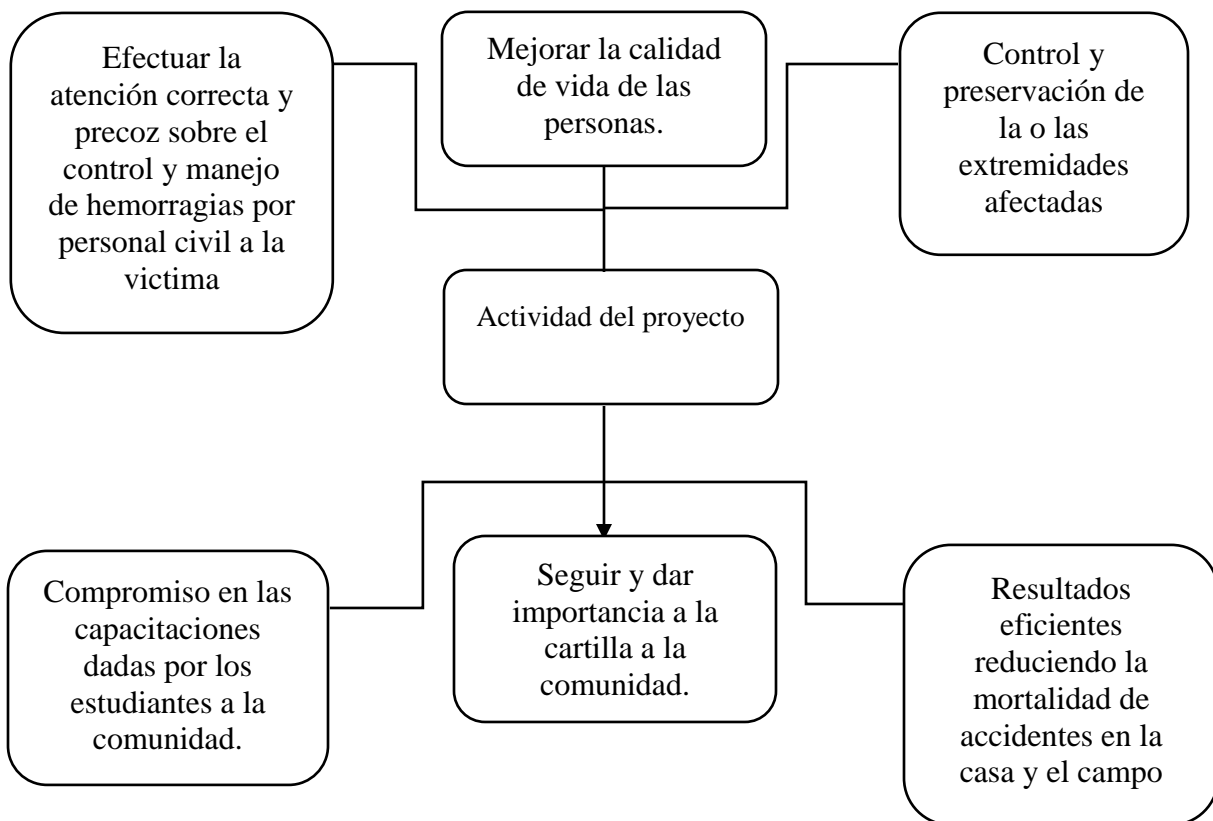 Efectuar la
atención correcta y
precoz sobre el
control y manejo
de hemorragias por
personal civil a la
victima
Mejorar la calidad
de vida de las
personas.
Control y
preservación de
la o las
extremidades
afectadas
Actividad del proyecto
Compromiso en las
capacitaciones
dadas por los
estudiantes a la
comunidad.
Seguir y dar
importancia a la
cartilla a la
comunidad.
Resultados
eficientes
reduciendo la
mortalidad de
accidentes en la
casa y el campo